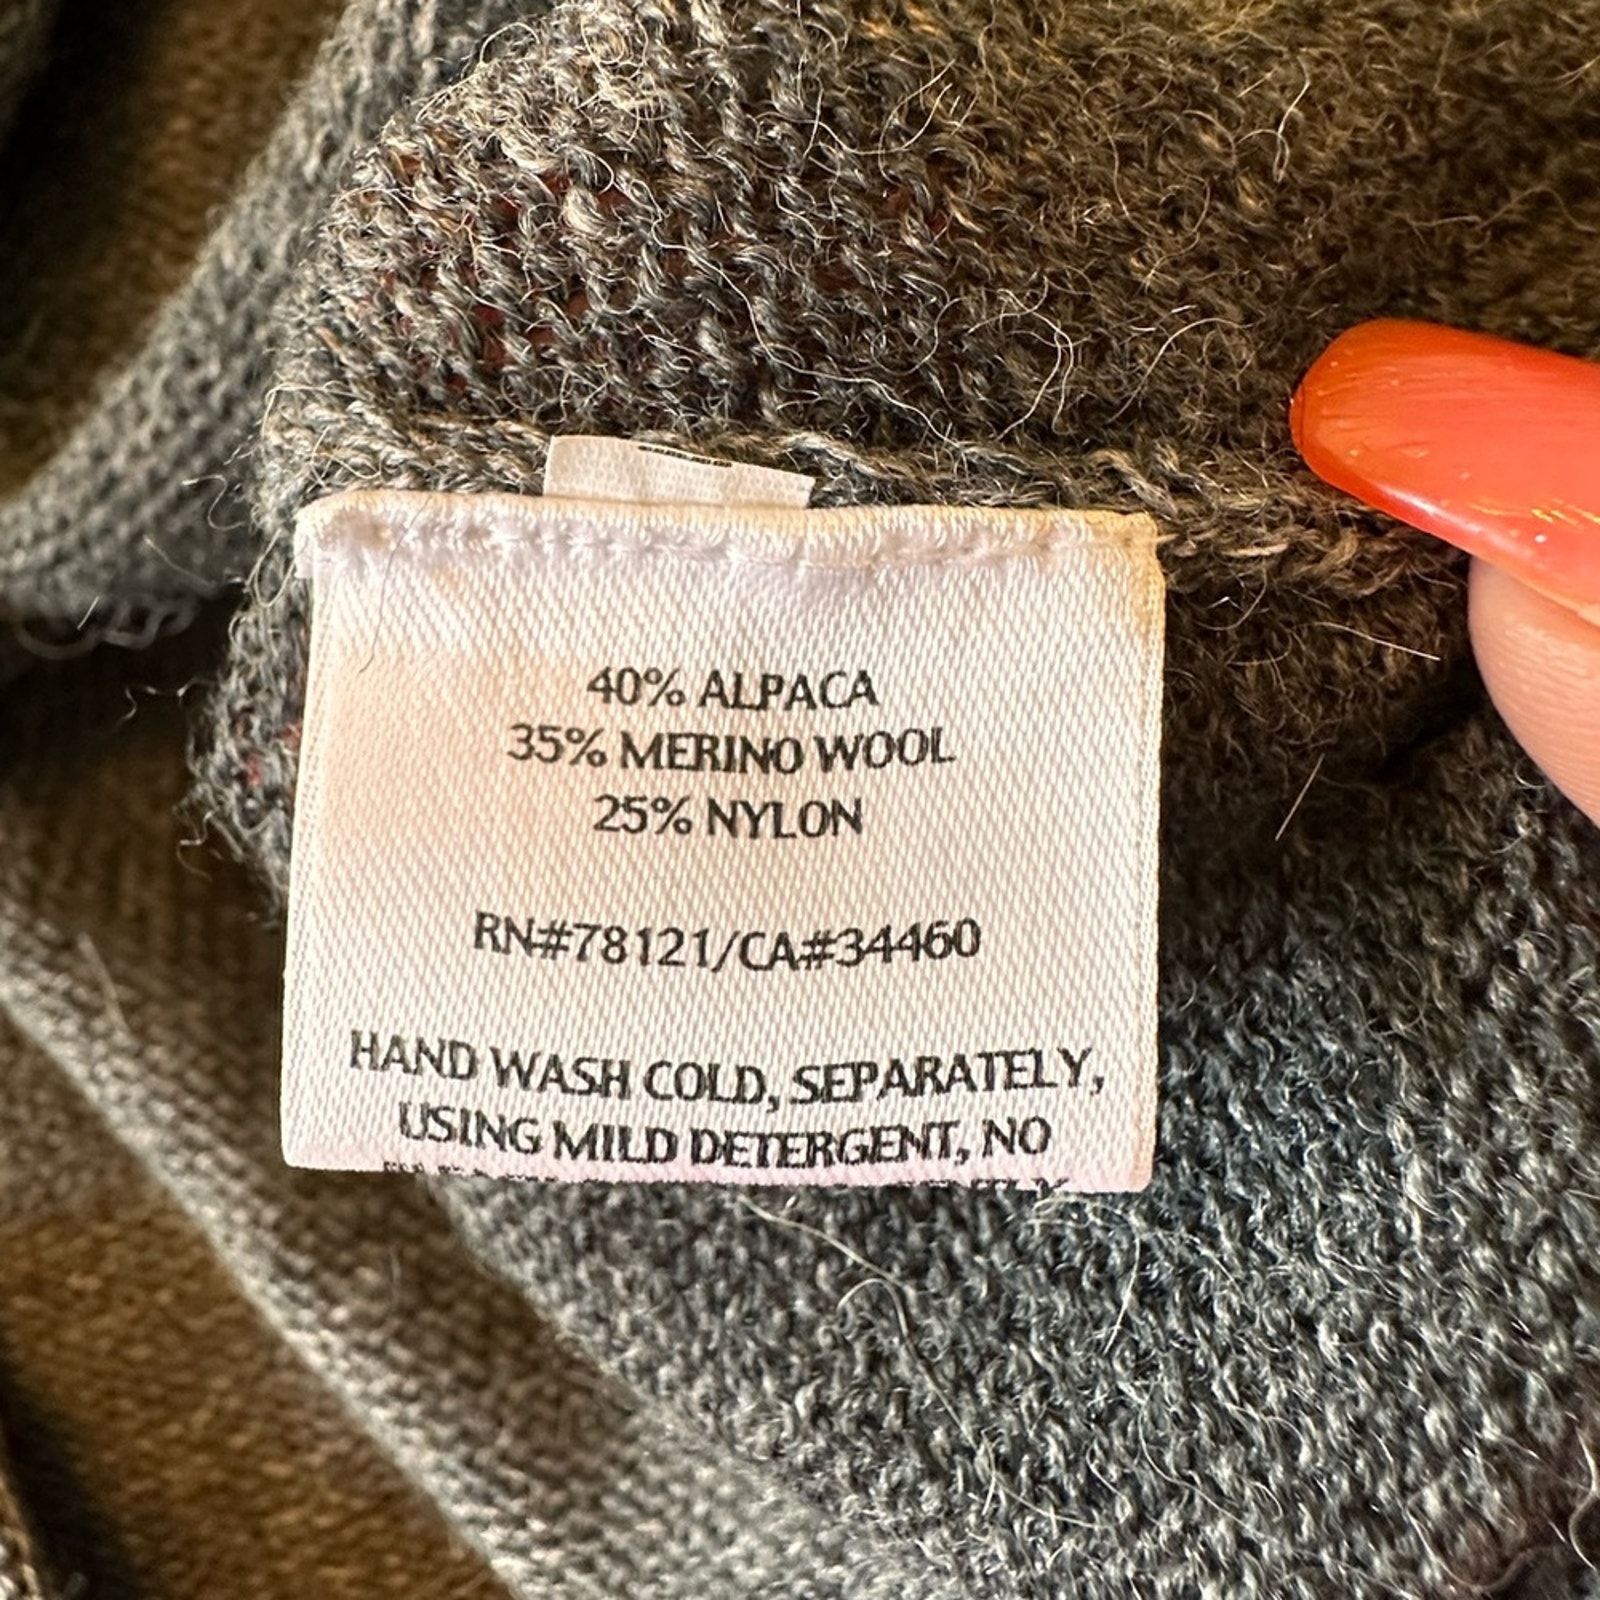 40% ALPACA
35% MERINO WOOL
25% NYLON
RN#78121/CA#34460
HAND WASH COLD, SEPARATELY,
USING MILD DETERGENT, NO